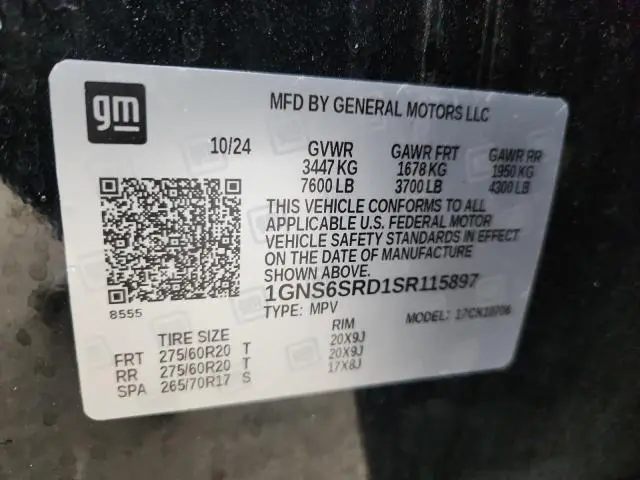 gm
MFD BY GENERAL MOTORS LLC
10/24 GVWR GAWR FRT GAWR RR
3447 KG 1678 KG 1950 KG
7600 LB 3700 LB 4300 LB
THIS VEHICLE CONFORMS TO ALL
APPLICABLE U.S. FEDERAL MOTOR
VEHICLE SAFETY STANDARDS IN EFFECT
ON THE DATE OF MANUFACTURE
SHOWN ABOVE.
1GNS6SRD1SR115897
8555
TYPE: MPV MODEL: 17CK10706
TIRE SIZE RIM
FRT 275/60R20 T 20X9J
RR 275/60R20 T 20X9J
SPA 265/70R17 S 17X8J